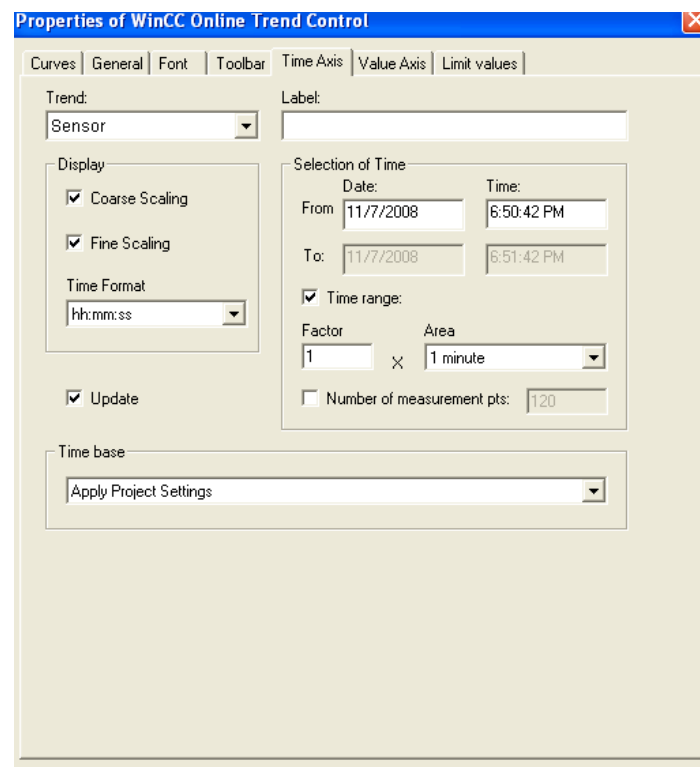 Properties of WinCC Online Trend Control
Curves General Font Toolbar Time Axis Value Axis Limit values
Trend: Label:
Sensor
Display
Coarse Scaling
Fine Scaling
Time Format
hh:mm:ss
Update
Selection of Time
Date: Time:
From 11/7/2008 6:50:42 PM
To: 11/7/2008 6:51:42 PM
Time range:
Factor Area
1 X 1 minute
Number of measurement pts: 120
Time base
Apply Project Settings